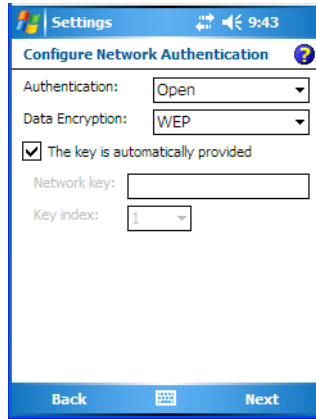 Settings 9:43
Configure Network Authentication ?
Authentication: Open
Data Encryption: WEP
The key is automatically provided
Network key:
Key index: 1
Back Next